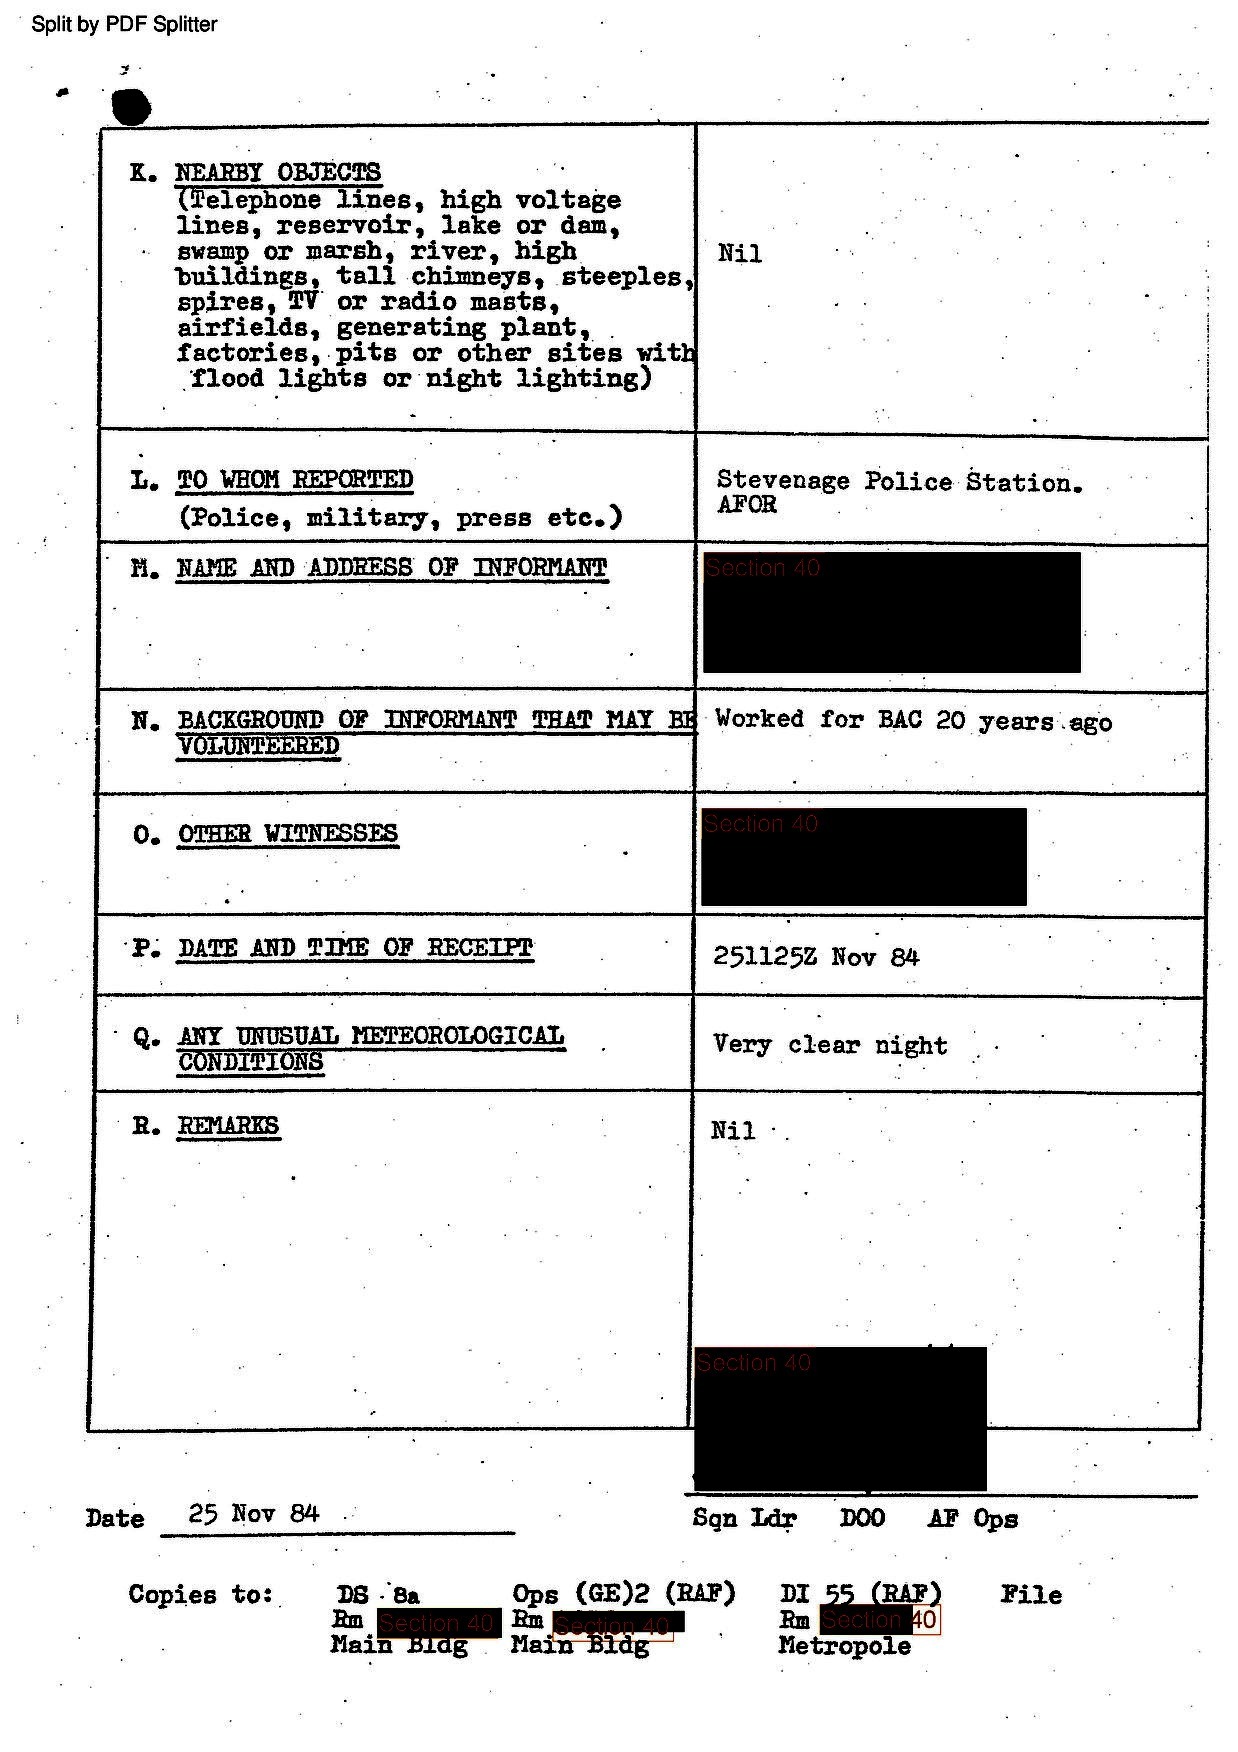 Split by PDF Splitter
K. NEARBY OBJECTS
(Telephone lines, high voltage
lines, reservoir, lake or dam,
swamp or marsh, river, high
buildings, tall chimneys, steeples,
spires, TV or radio masts,
airfields, generating plant,
factories, pits or other sites with
flood lights or night lighting)
Nil
L. TO WHOM REPORTED
(Police, military, press etc.)
Stevenage Police Station.
AFOR
M. NAME AND ADDRESS OF INFORMANT
Section 40
N. BACKGROUND OF INFORMANT THAT MAY BE
VOLUNTEERED
Worked for BAC 20 years ago
O. OTHER WITNESSES
Section 40
P. DATE AND TIME OF RECEIPT
251125Z Nov 84
Q. ANY UNUSUAL METEOROLOGICAL
CONDITIONS
Very clear night
R. REMARKS
Nil
Section 40
Date 25 Nov 84
Sqn Ldr DOO AF Ops
Copies to: DS 8a Ops (GE)2 (RAF) DI 55 (RAF) File
Rm Section 40 Rm Section 40 Rm Section 40
Main Bldg Main Bldg Metropole